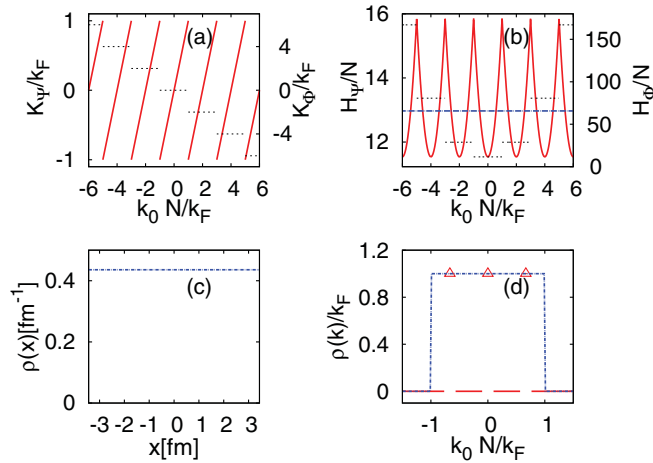 (a)
1
0
-1
4
0
-4
K_Ψ/k_F
K_Φ/k_F
-6 -4 -2 0 2 4 6
k_0 N/k_F
(b)
16
14
12
150
100
50
0
H_Ψ/N
H_Φ/N
-6 -4 -2 0 2 4 6
k_0 N/k_F
(c)
0.4
0.2
0
ρ(x)[fm⁻¹]
-3 -2 -1 0 1 2 3
x[fm]
(d)
1.2
0.8
0.4
0
ρ(k)/k_F
-1 0 1
k_0 N/k_F